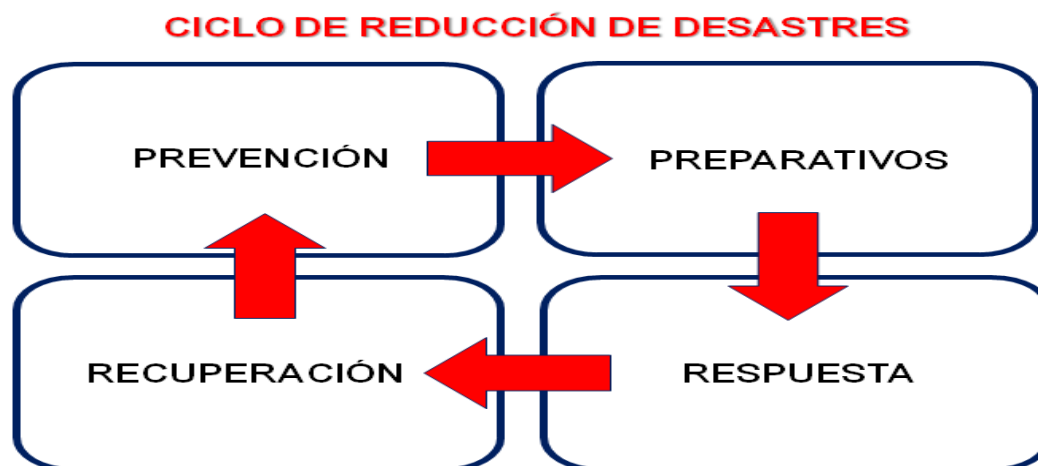 CICLO DE REDUCCIÓN DE DESASTRES
PREVENCIÓN
PREPARATIVOS
RECUPERACIÓN
RESPUESTA